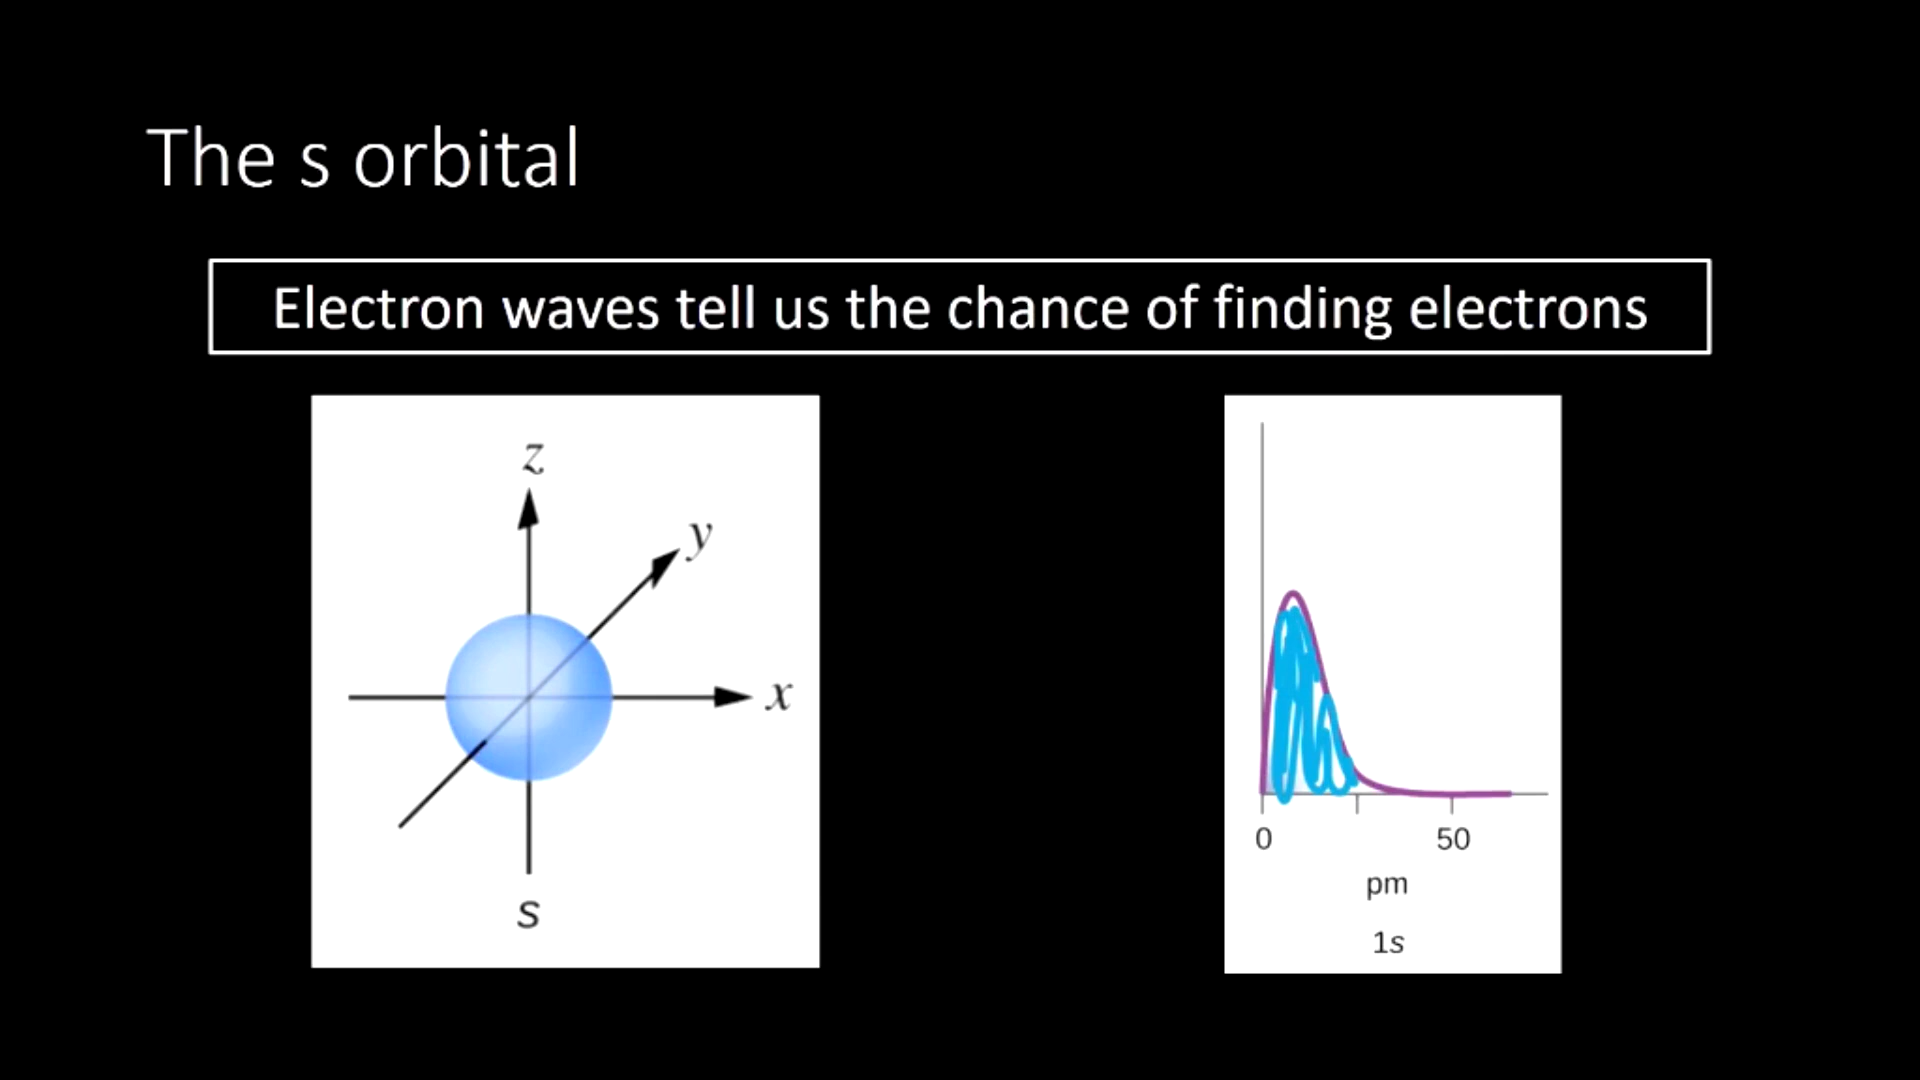 The s orbital
Electron waves tell us the chance of finding electrons
z
y
x
s
0 50
pm
1s